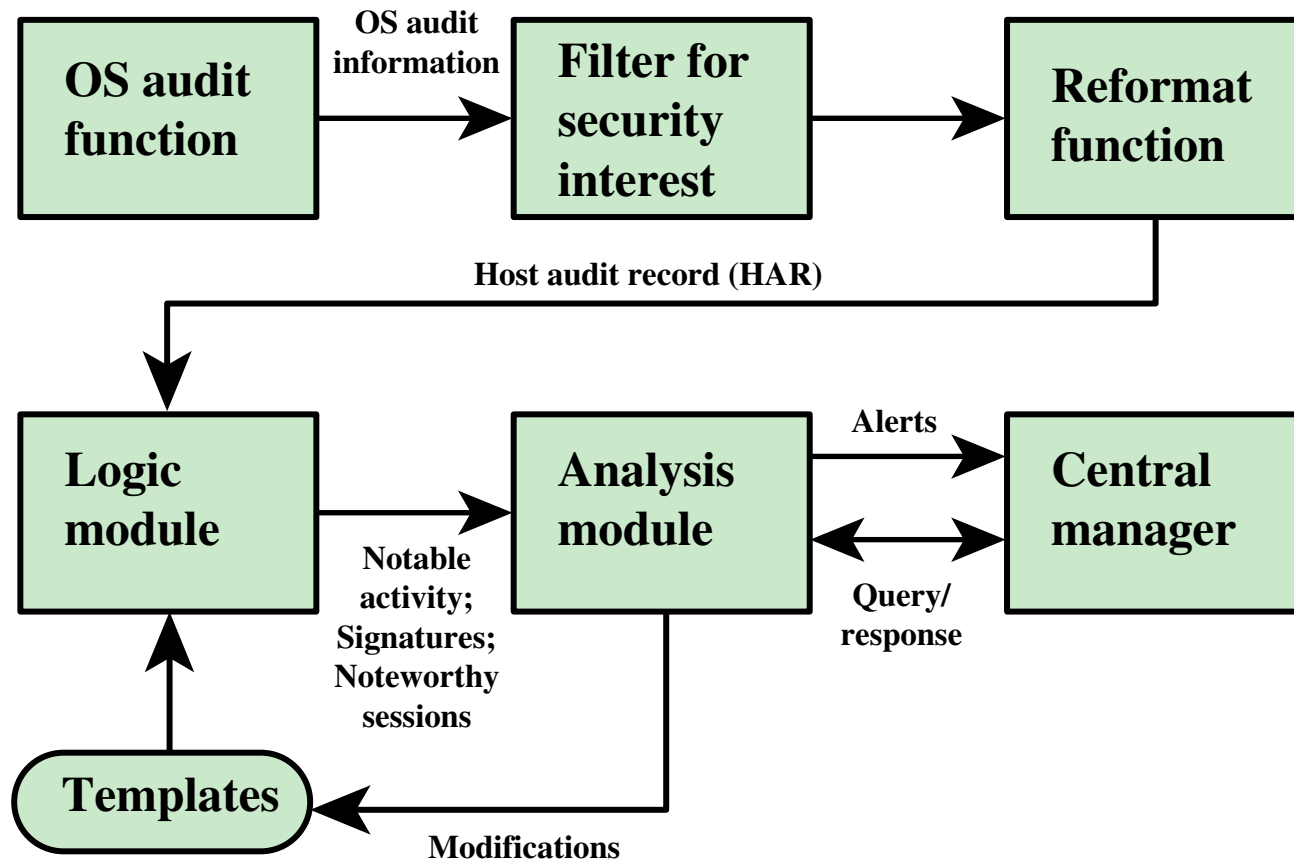 OS audit
function
OS audit
information
Filter for
security
interest
Reformat
function
Host audit record (HAR)
Logic
module
Notable
activity;
Signatures;
Noteworthy
sessions
Analysis
module
Alerts
Query/
response
Central
manager
Templates
Modifications